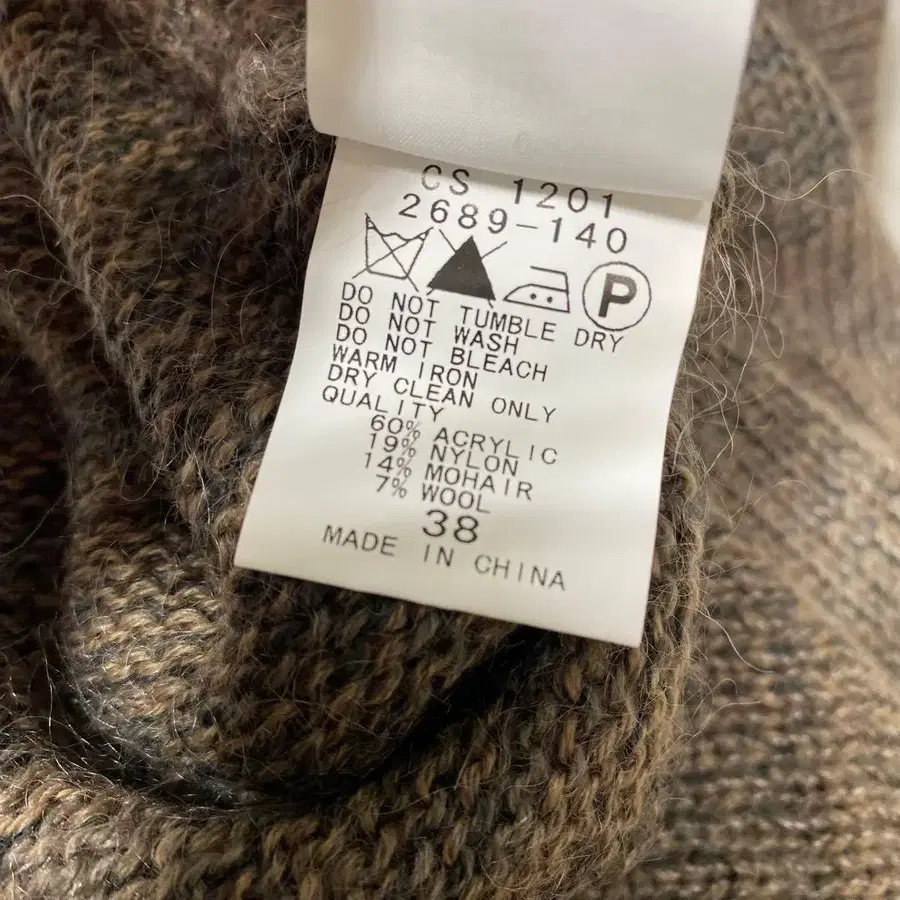 CS 1201
2689-140
P
DO NOT TUMBLE DRY
DO NOT WASH
DO NOT BLEACH
WARM IRON
DRY CLEAN ONLY
QUALITY
60% ACRYLIC
19% NYLON
14% MOHAIR
7% WOOL
38
MADE IN CHINA